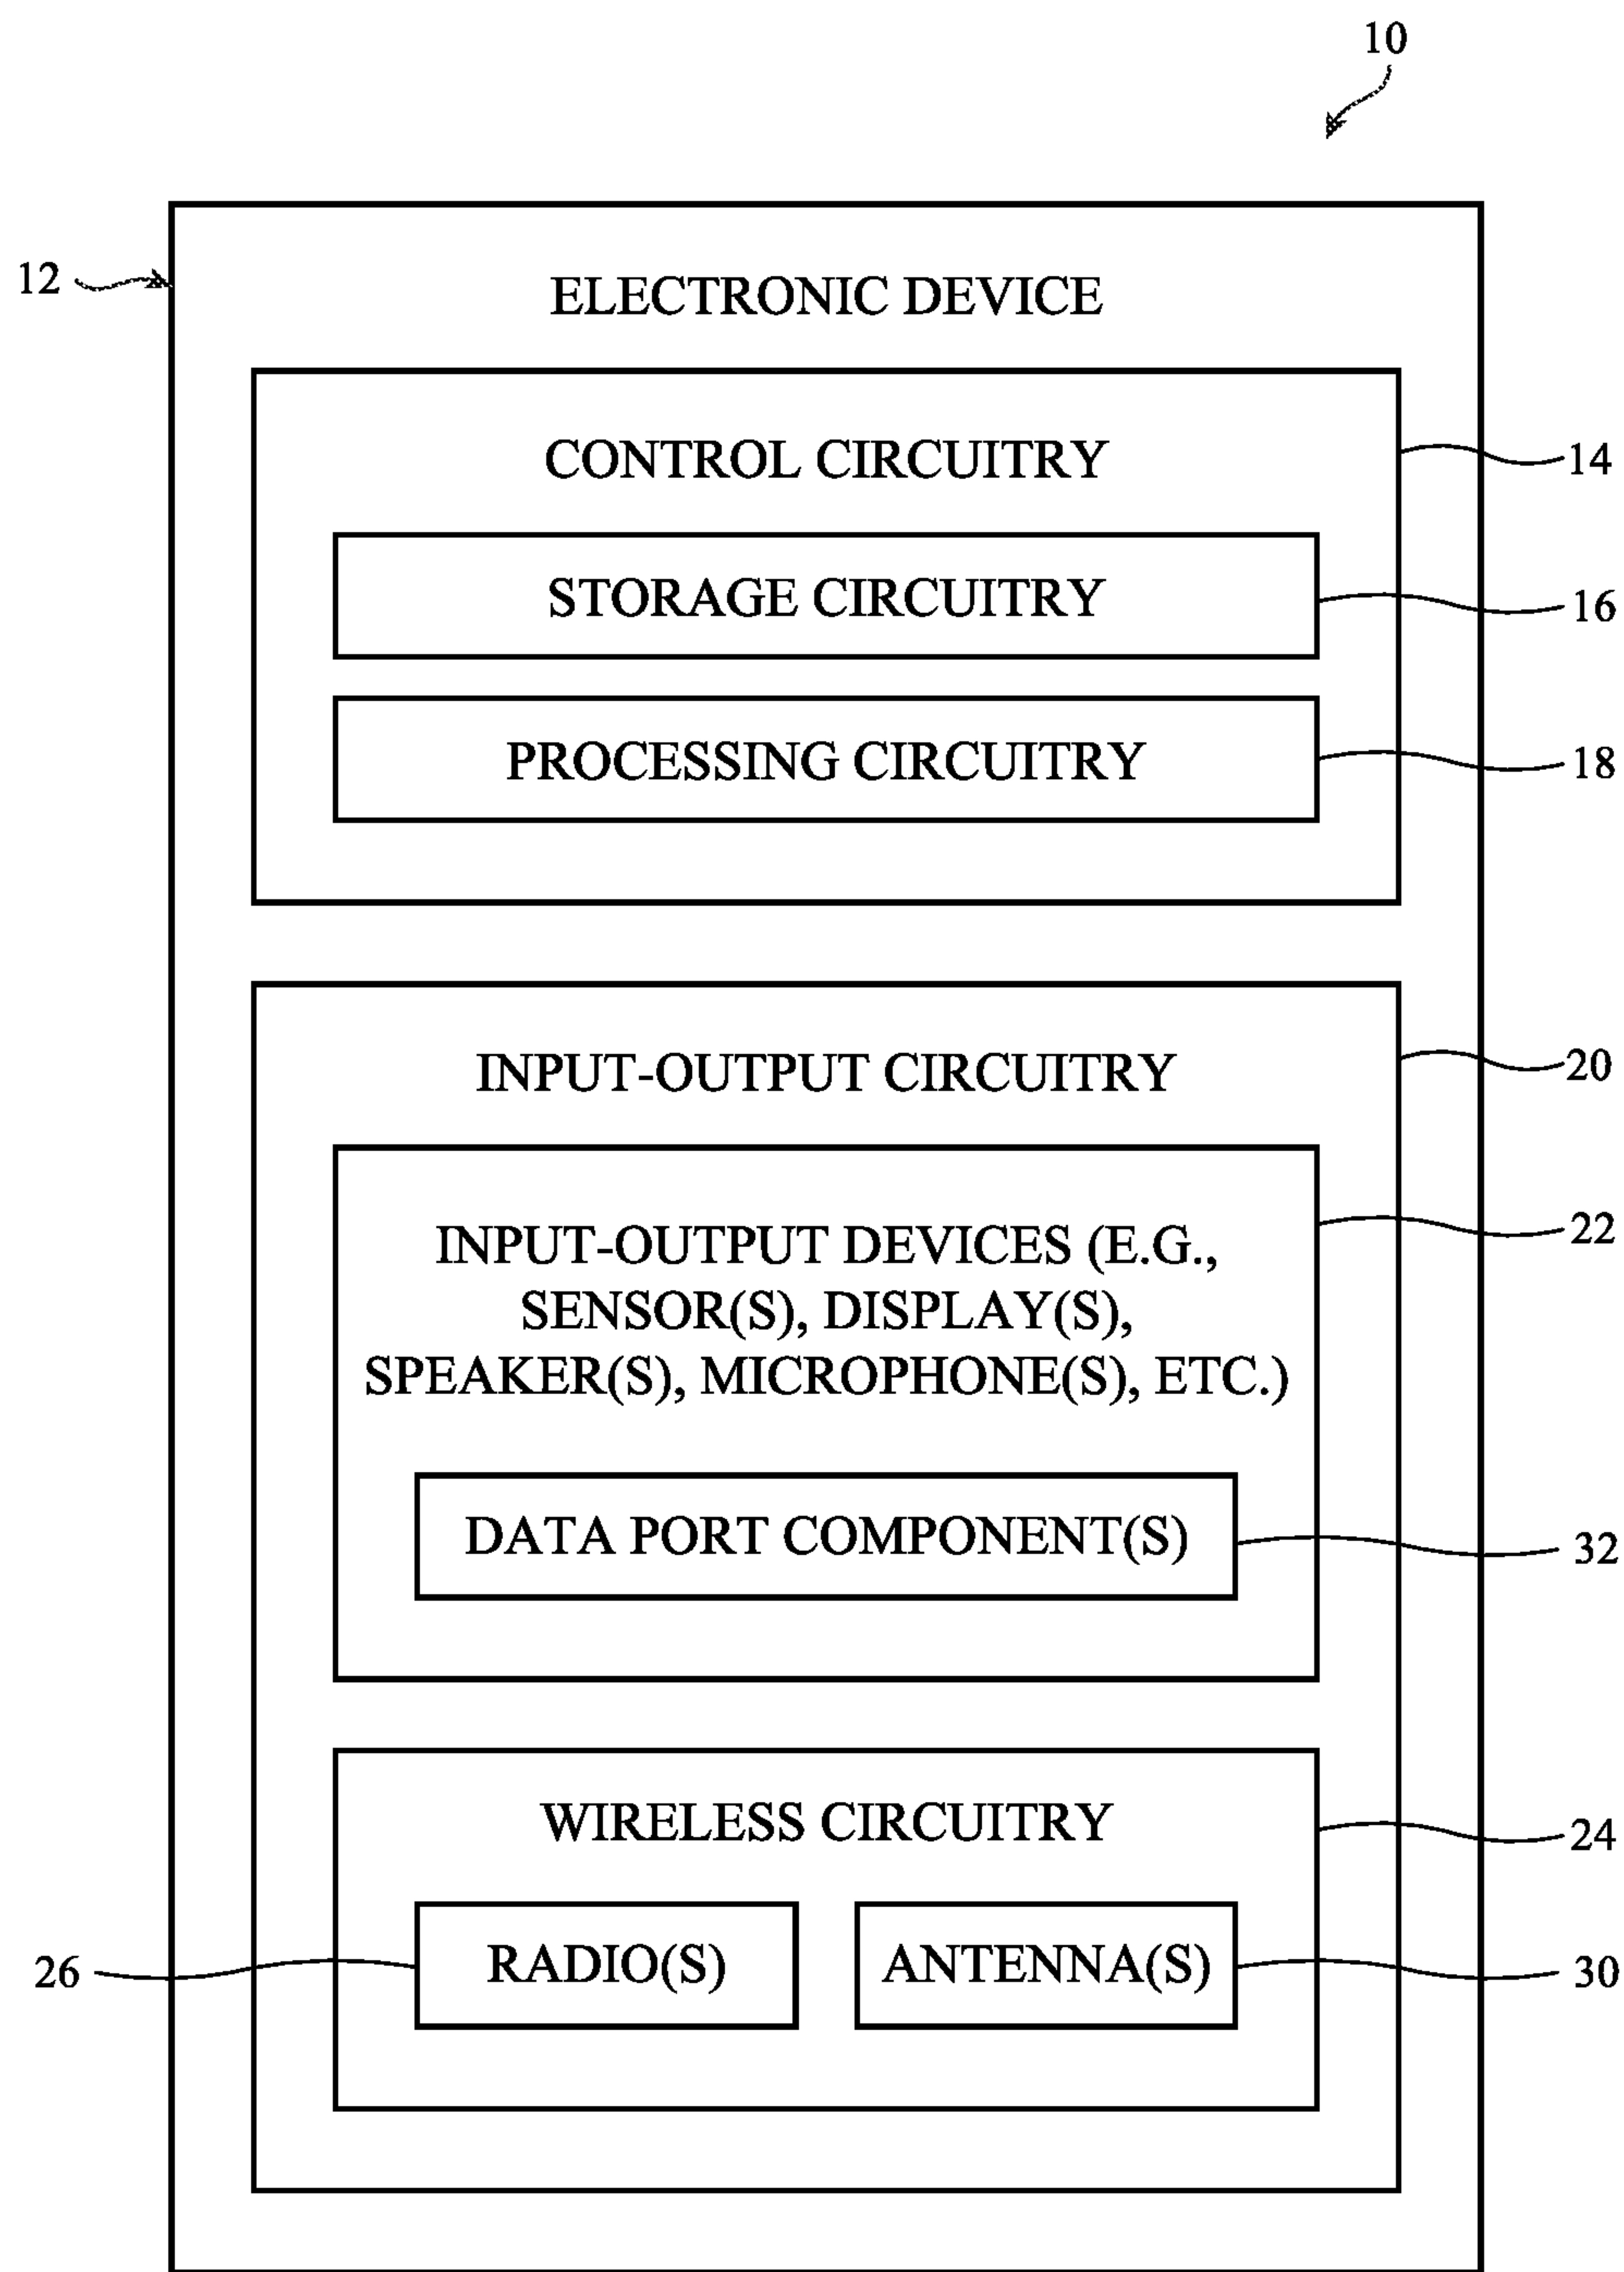 10
12
ELECTRONIC DEVICE
CONTROL CIRCUITRY
14
STORAGE CIRCUITRY
16
PROCESSING CIRCUITRY
18
INPUT-OUTPUT CIRCUITRY
20
INPUT-OUTPUT DEVICES (E.G.,
22
SENSOR(S), DISPLAY(S),
SPEAKER(S), MICROPHONE(S), ETC.)
DATA PORT COMPONENT(S)
32
WIRELESS CIRCUITRY
24
26
RADIO(S)
ANTENNA(S)
30